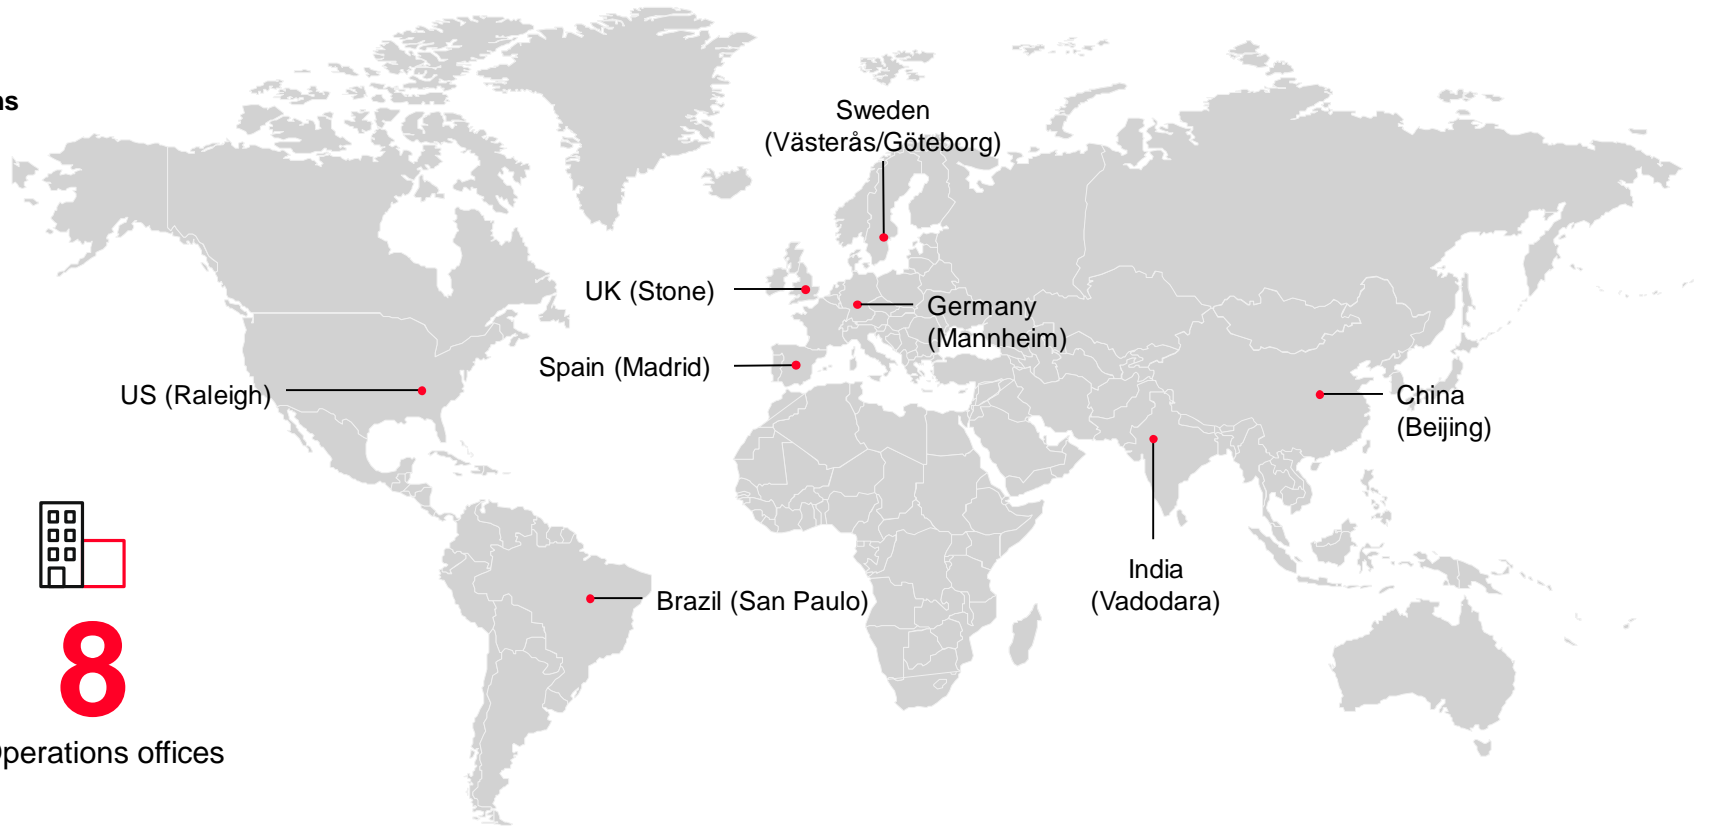 Sweden
(Västerås/Göteborg)
UK (Stone)
Germany
(Mannheim)
Spain (Madrid)
US (Raleigh)
China
(Beijing)
India
(Vadodara)
Brazil (San Paulo)
8
perations offices